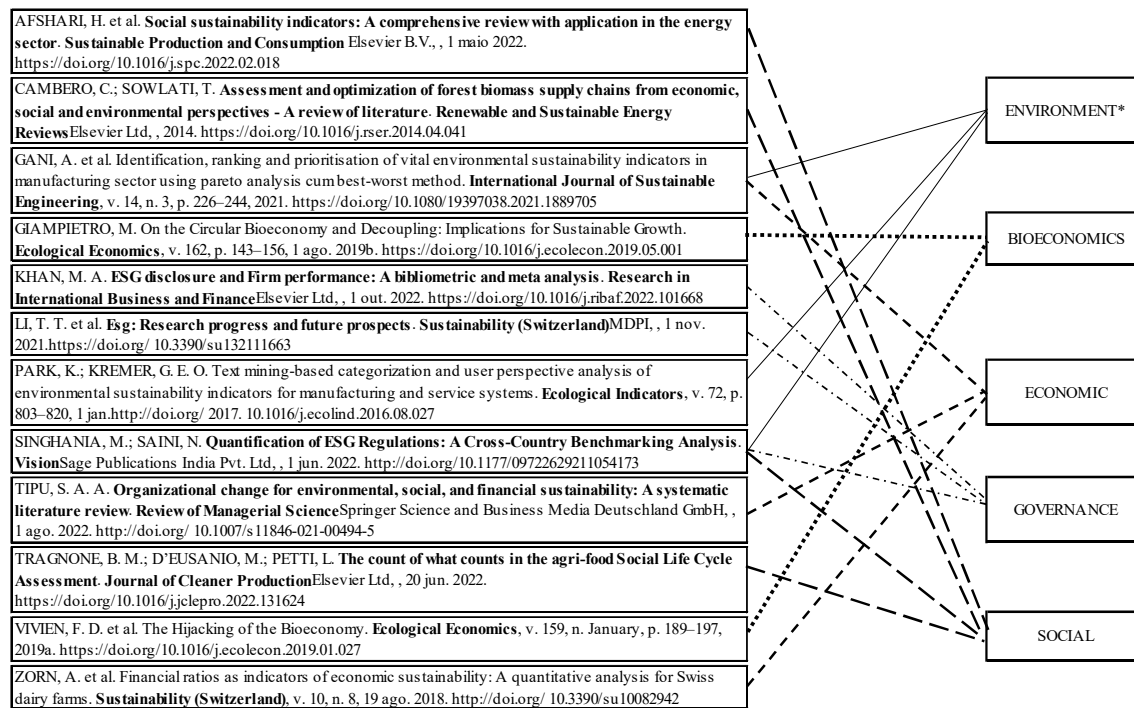 AFSHARI, H. et al. Social sustainability indicators: A comprehensive review with application in the energy
sector. Sustainable Production and Consumption Elsevier B.V., , 1 maio 2022.
https://doi.org/10.1016/j.spc.2022.02.018
CAMBERO, C.; SOWLATI, T. Assessment and optimization of forest biomass supply chains from economic,
social and environmental perspectives - A review of literature. Renewable and Sustainable Energy
ReviewsElsevier Ltd, , 2014. https://doi.org/10.1016/j.rser.2014.04.041
GANI, A. et al. Identification, ranking and prioritisation of vital environmental sustainability indicators in
manufacturing sector using pareto analysis cum best-worst method. International Journal of Sustainable
Engineering, v. 14, n. 3, p. 226–244, 2021. https://doi.org/10.1080/19397038.2021.1889705
GIAMPIETRO, M. On the Circular Bioeconomy and Decoupling: Implications for Sustainable Growth.
Ecological Economics, v. 162, p. 143–156, 1 ago. 2019b. https://doi.org/10.1016/j.ecolecon.2019.05.001
KHAN, M. A. ESG disclosure and Firm performance: A bibliometric and meta analysis. Research in
International Business and FinanceElsevier Ltd, , 1 out. 2022. https://doi.org/10.1016/j.ribaf.2022.101668
LI, T. T. et al. Esg: Research progress and future prospects. Sustainability (Switzerland)MDPI, , 1 nov.
2021.https://doi.org/ 10.3390/su132111663
PARK, K.; KREMER, G. E. O. Text mining-based categorization and user perspective analysis of
environmental sustainability indicators for manufacturing and service systems. Ecological Indicators, v. 72, p.
803–820, 1 jan.http://doi.org/ 2017. 10.1016/j.ecolind.2016.08.027
SINGHANIA, M.; SAINI, N. Quantification of ESG Regulations: A Cross-Country Benchmarking Analysis.
VisionSage Publications India Pvt. Ltd, , 1 jun. 2022. http://doi.org/10.1177/09722629211054173
TIPU, S. A. A. Organizational change for environmental, social, and financial sustainability: A systematic
literature review. Review of Managerial ScienceSpringer Science and Business Media Deutschland GmbH, ,
1 ago. 2022. http://doi.org/ 10.1007/s11846-021-00494-5
TRAGNONE, B. M.; D'EUSANIO, M.; PETTI, L. The count of what counts in the agri-food Social Life Cycle
Assessment. Journal of Cleaner ProductionElsevier Ltd, , 20 jun. 2022.
https://doi.org/10.1016/j.jclepro.2022.131624
VIVIEN, F. D. et al. The Hijacking of the Bioeconomy. Ecological Economics, v. 159, n. January, p. 189–197,
2019a. https://doi.org/10.1016/j.ecolecon.2019.01.027
ZORN, A. et al. Financial ratios as indicators of economic sustainability: A quantitative analysis for Swiss
dairy farms. Sustainability (Switzerland), v. 10, n. 8, 19 ago. 2018. http://doi.org/ 10.3390/su10082942
ENVIRONMENT*
BIOECONOMICS
ECONOMIC
GOVERNANCE
SOCIAL